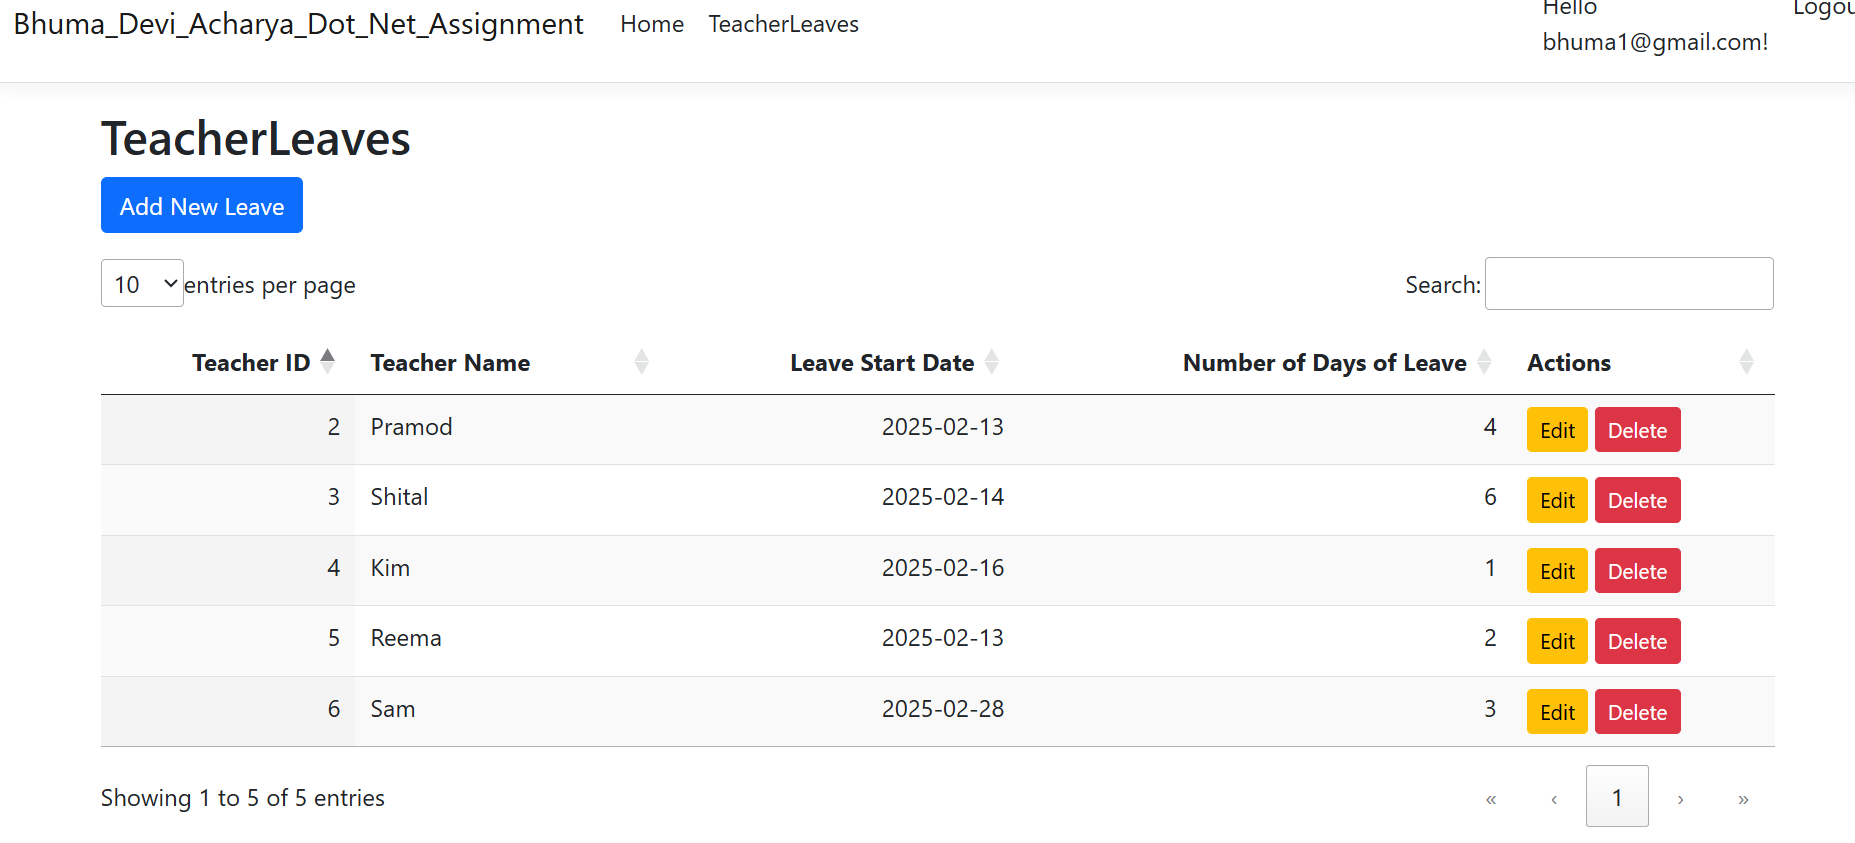 Bhuma_Devi_Acharya_Dot_Net_Assignment Home TeacherLeaves Hello Logou
bhuma1@gmail.com!
TeacherLeaves
Add New Leave
10 entries per page Search:
Teacher ID Teacher Name Leave Start Date Number of Days of Leave Actions
2 Pramod 2025-02-13 4 Edit Delete
3 Shital 2025-02-14 6 Edit Delete
4 Kim 2025-02-16 1 Edit Delete
5 Reema 2025-02-13 2 Edit Delete
6 Sam 2025-02-28 3 Edit Delete
Showing 1 to 5 of 5 entries « ‹ 1 › »